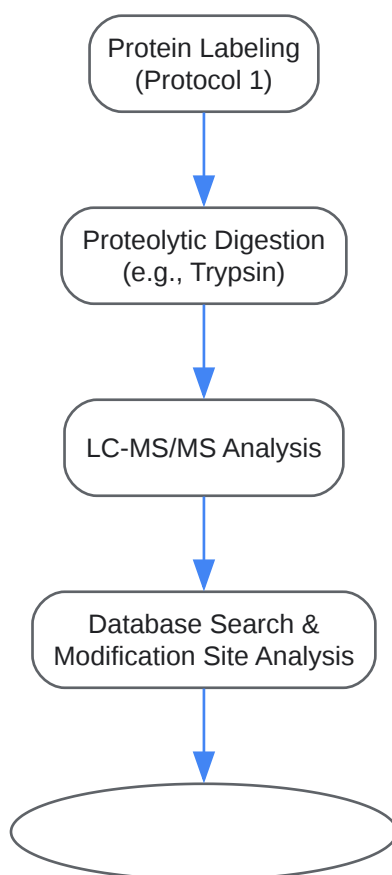 Protein Labeling
(Protocol 1)
Proteolytic Digestion
(e.g., Trypsin)
LC-MS/MS Analysis
Database Search &
Modification Site Analysis